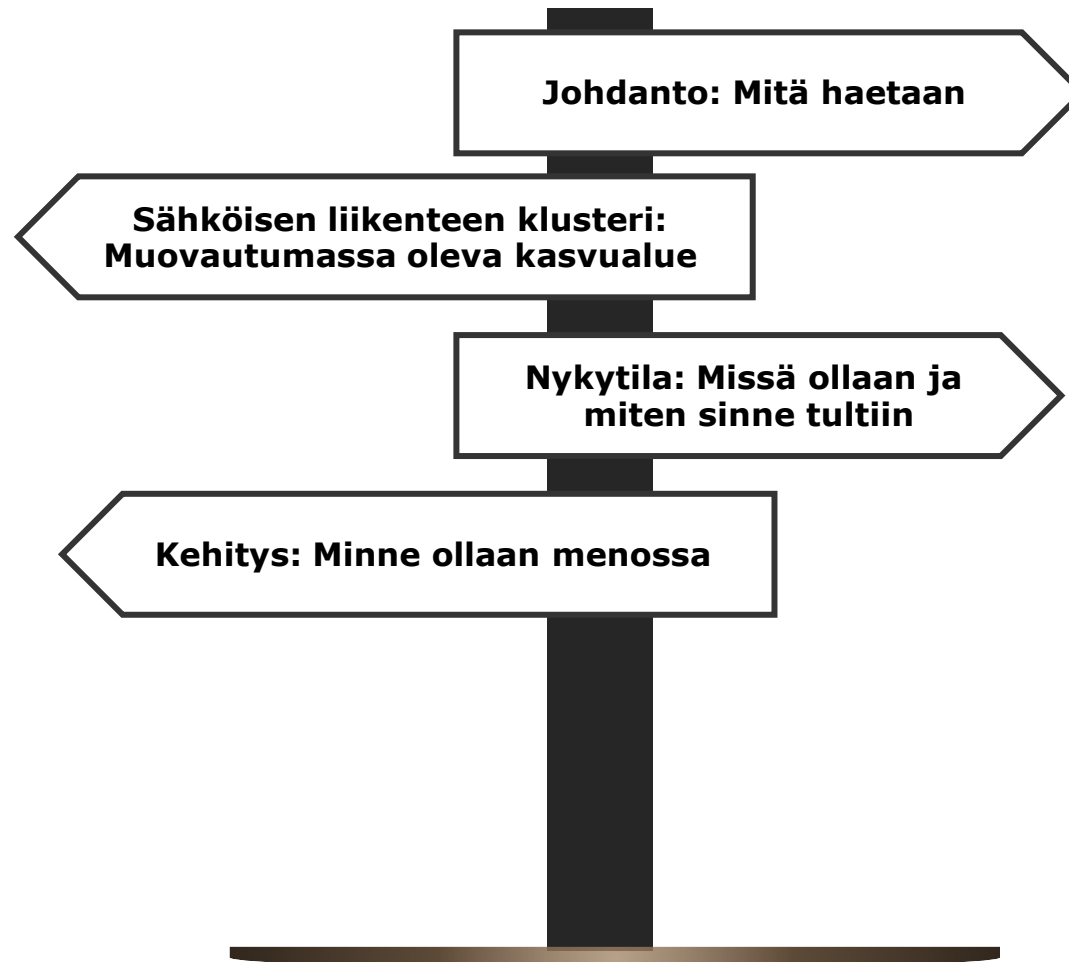 Johdanto: Mitä haetaan
Sähköisen liikenteen klusteri:
Muovautumassa oleva kasvualue
Nykytila: Missä ollaan ja
miten sinne tultiin
Kehitys: Minne ollaan menossa